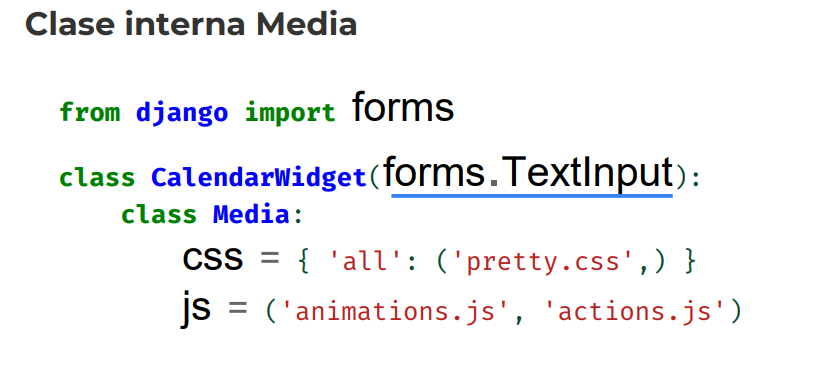 Clase interna Media
from django import forms
class CalendarWidget(forms.TextInput):
class Media:
css = { 'all': ('pretty.css',) }
js = ('animations.js', 'actions.js')